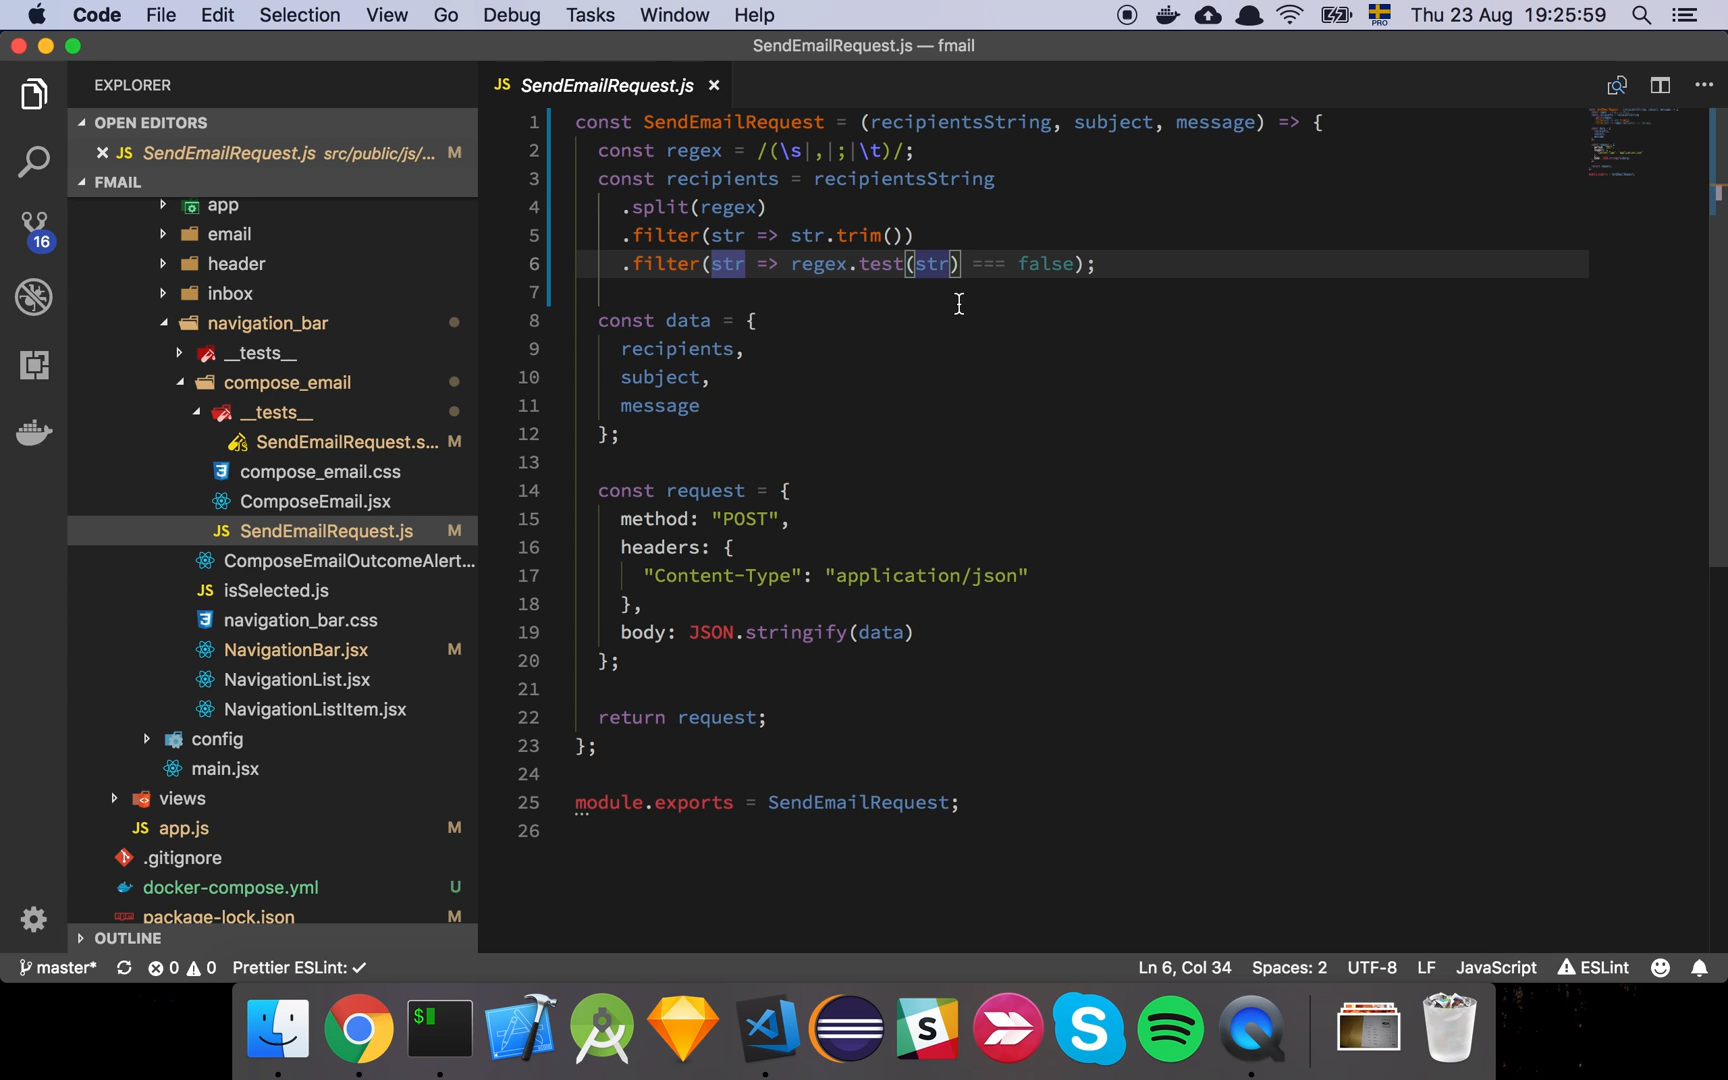 Code File Edit Selection View Go Debug Tasks Window Help PRO Thu 23 Aug 19:25:59
SendEmailRequest.js — fmail
EXPLORER
OPEN EDITORS
JS SendEmailRequest.js src/public/js/... M
FMAIL
app
email
header
inbox
navigation_bar
__tests__
compose_email
__tests__
SendEmailRequest.s... M
compose_email.css
ComposeEmail.jsx
JS SendEmailRequest.js M
ComposeEmailOutcomeAlert...
JS isSelected.js
navigation_bar.css
NavigationBar.jsx M
NavigationList.jsx
NavigationListItem.jsx
config
main.jsx
views
JS app.js M
.gitignore
docker-compose.yml U
package-lock.json M
OUTLINE
16
JS SendEmailRequest.js
1 const SendEmailRequest = (recipientsString, subject, message) => {
2 const regex = /(\s|,|;|\t)/;
3 const recipients = recipientsString
4 .split(regex)
5 .filter(str => str.trim())
6 .filter(str => regex.test(str) === false);
7
8 const data = {
9 recipients,
10 subject,
11 message
12 };
13
14 const request = {
15 method: "POST",
16 headers: {
17 "Content-Type": "application/json"
18 },
19 body: JSON.stringify(data)
20 };
21
22 return request;
23 };
24
25 module.exports = SendEmailRequest;
26
master* 0 0 Prettier ESLint: ✓ Ln 6, Col 34 Spaces: 2 UTF-8 LF JavaScript ESLint
$
S